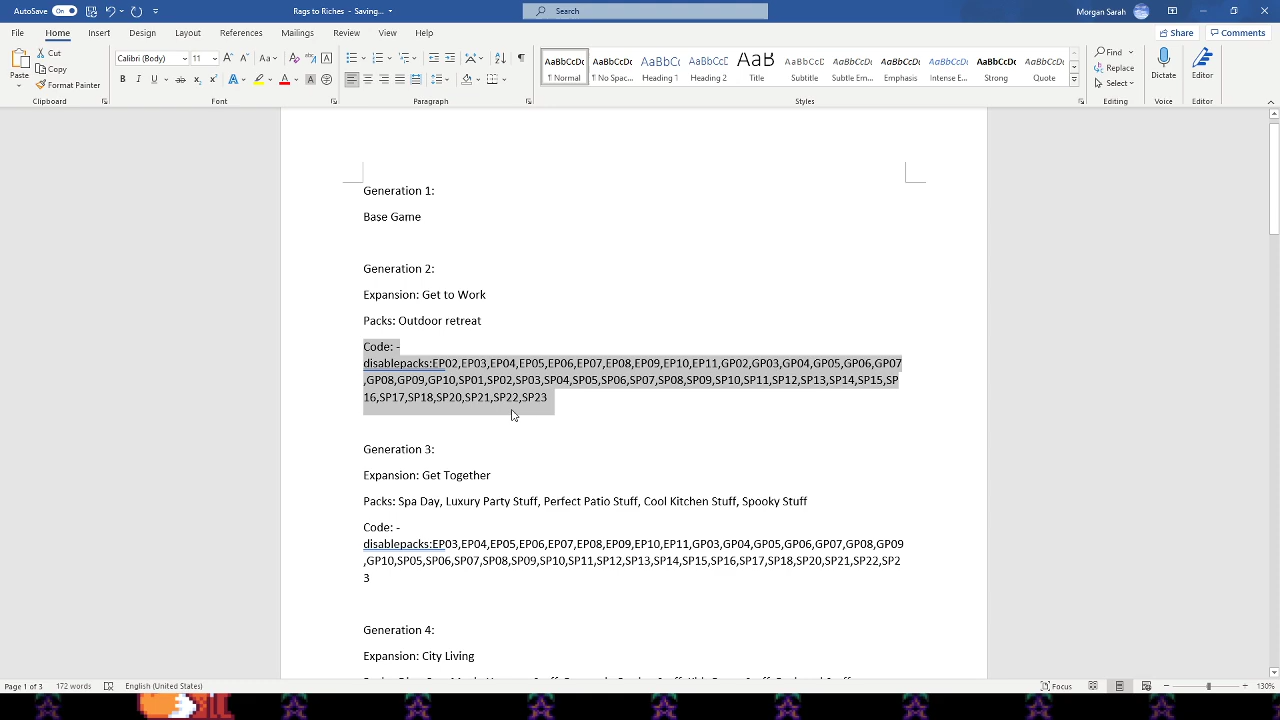 AutoSave On Rags to Riches - Saving... Search Morgan Sarah
File Home Insert Design Layout References Mailings Review View Help Share Comments
Paste Cut Copy Format Painter Clipboard
Calibri (Body) 11 Font
Paragraph
AaBbCcDc ¶ Normal AaBbCcDc ¶ No Spac... AaBbC( Heading 1 AaBbCc Heading 2 AaB Title AaBbCcD Subtitle AaBbCcDc Subtle Em... AaBbCcDc Emphasis AaBbCcDc Intense E... AaBbCcDc Strong AaBbCcDc Quote Styles
Find Replace Select Editing
Dictate Voice
Editor Editor
Generation 1:
Base Game
Generation 2:
Expansion: Get to Work
Packs: Outdoor retreat
Code: -
disablepacks:EP02,EP03,EP04,EP05,EP06,EP07,EP08,EP09,EP10,EP11,GP02,GP03,GP04,GP05,GP06,GP07
,GP08,GP09,GP10,SP01,SP02,SP03,SP04,SP05,SP06,SP07,SP08,SP09,SP10,SP11,SP12,SP13,SP14,SP15,SP
16,SP17,SP18,SP20,SP21,SP22,SP23
Generation 3:
Expansion: Get Together
Packs: Spa Day, Luxury Party Stuff, Perfect Patio Stuff, Cool Kitchen Stuff, Spooky Stuff
Code: -
disablepacks:EP03,EP04,EP05,EP06,EP07,EP08,EP09,EP10,EP11,GP03,GP04,GP05,GP06,GP07,GP08,GP09
,GP10,SP05,SP06,SP07,SP08,SP09,SP10,SP11,SP12,SP13,SP14,SP15,SP16,SP17,SP18,SP20,SP21,SP22,SP2
3
Generation 4:
Expansion: City Living
Page 1 of 3 172 words English (United States) Focus 130%